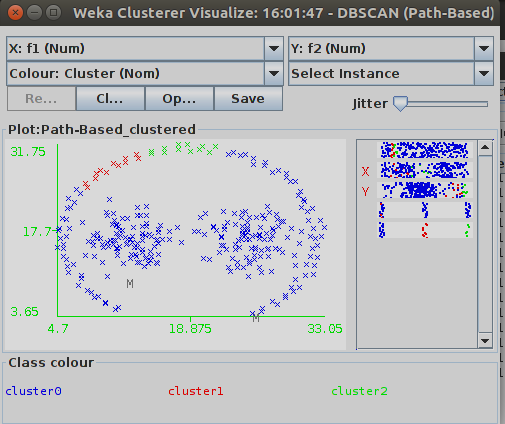 Weka Clusterer Visualize: 16:01:47 - DBSCAN (Path-Based)
X: f1 (Num) Y: f2 (Num)
Colour: Cluster (Nom) Select Instance
Re... Cl... Op... Save Jitter
Plot:Path-Based_clustered
31.75
X
Y
17.7
M
3.65
M
4.7 18.875 33.05
Class colour
cluster0 cluster1 cluster2